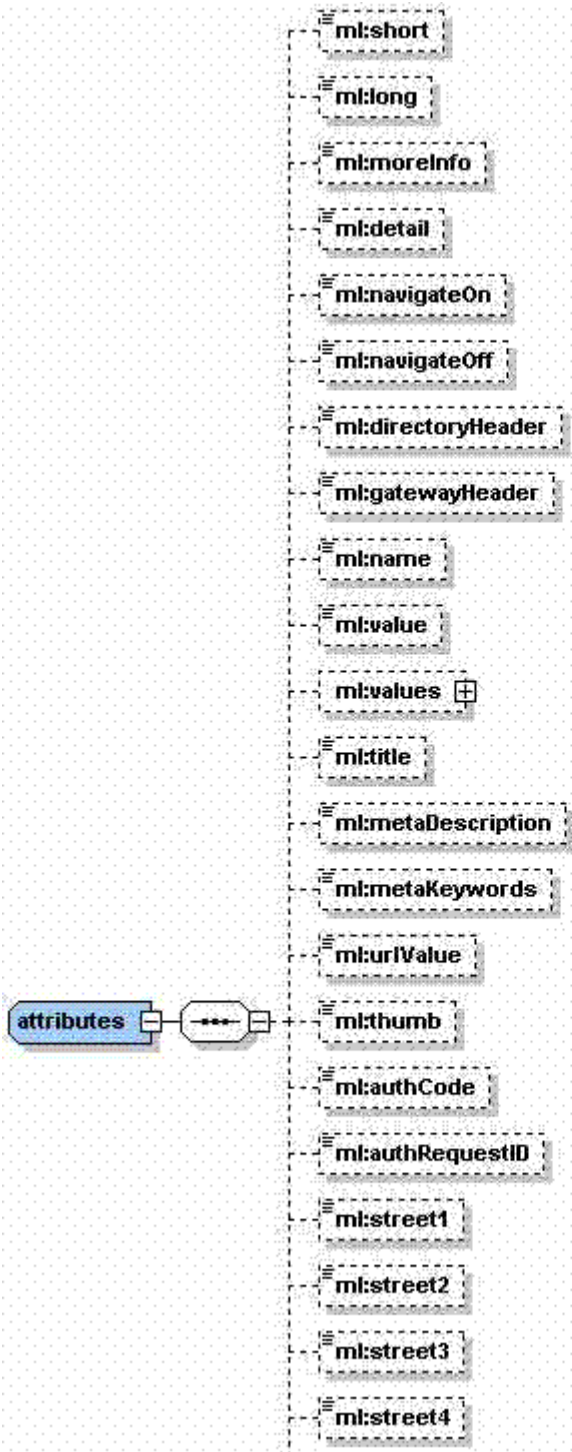 ml:short
ml:long
ml:moreInfo
ml:detail
ml:navigateOn
ml:navigateOff
ml:directoryHeader
ml:gatewayHeader
ml:name
ml:value
ml:values
ml:title
ml:metaDescription
ml:metaKeywords
ml:urlValue
attributes
ml:thumb
ml:authCode
ml:authRequestID
ml:street1
ml:street2
ml:street3
ml:street4